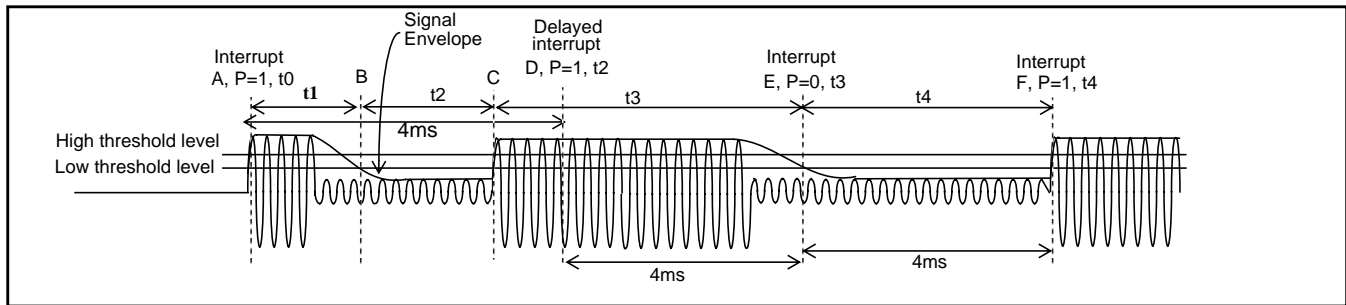 Signal
Envelope
Delayed
interrupt
D, P=1, t2
Interrupt
A, P=1, t0
B
C
Interrupt
E, P=0, t3
Interrupt
F, P=1, t4
t1
t2
t3
t4
4ms
High threshold level
Low threshold level
4ms
4ms